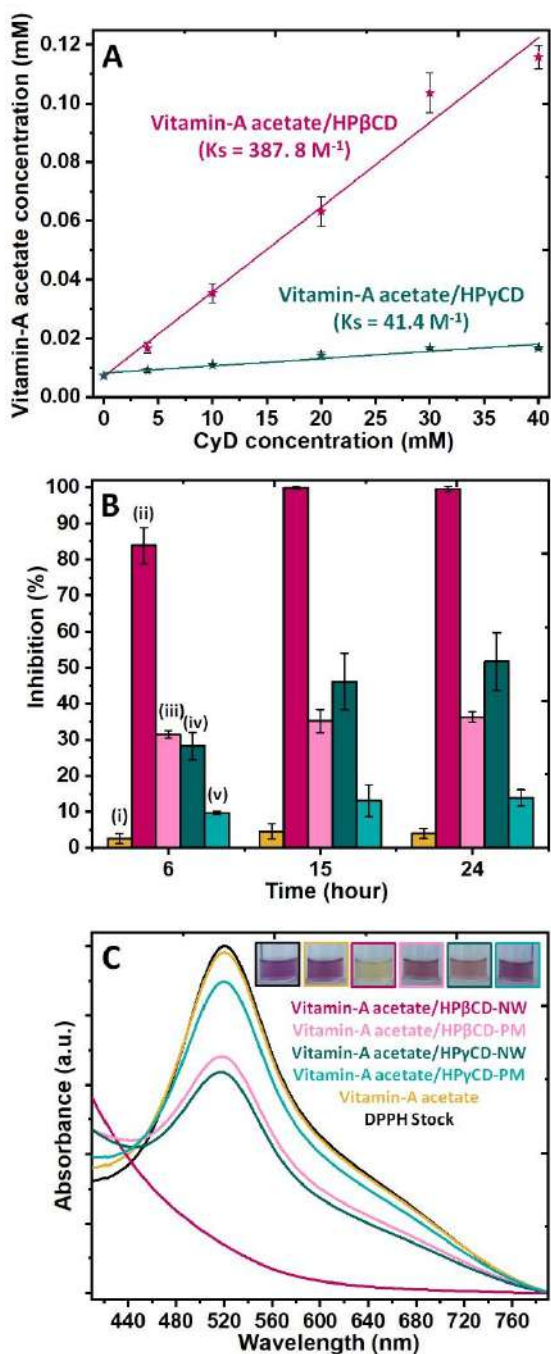 A
0.12
0.10
0.08
0.06
0.04
0.02
0.00
Vitamin-A acetate concentration (mM)
Vitamin-A acetate/HPβCD
(Ks = 387. 8 M⁻¹)
Vitamin-A acetate/HPγCD
(Ks = 41.4 M⁻¹)
0 5 10 15 20 25 30 35 40
CyD concentration (mM)
B
100
90
80
70
60
50
40
30
20
10
0
Inhibition (%)
(i)
(ii)
(iii)
(iv)
(v)
6 15 24
Time (hour)
C
Vitamin-A acetate/HPβCD-NW
Vitamin-A acetate/HPβCD-PM
Vitamin-A acetate/HPγCD-NW
Vitamin-A acetate/HPγCD-PM
Vitamin-A acetate
DPPH Stock
Absorbance (a.u.)
440 480 520 560 600 640 680 720 760
Wavelength (nm)